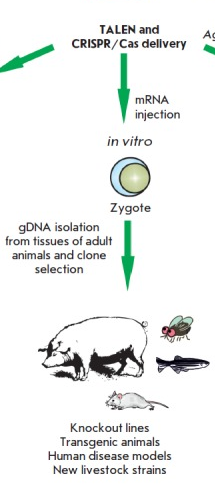 TALEN and
CRISPR/Cas delivery
Ag
mRNA
injection
in vitro
Zygote
gDNA isolation
from tissues of adult
animals and clone
selection
Knockout lines
Transgenic animals
Human disease models
New livestock strains